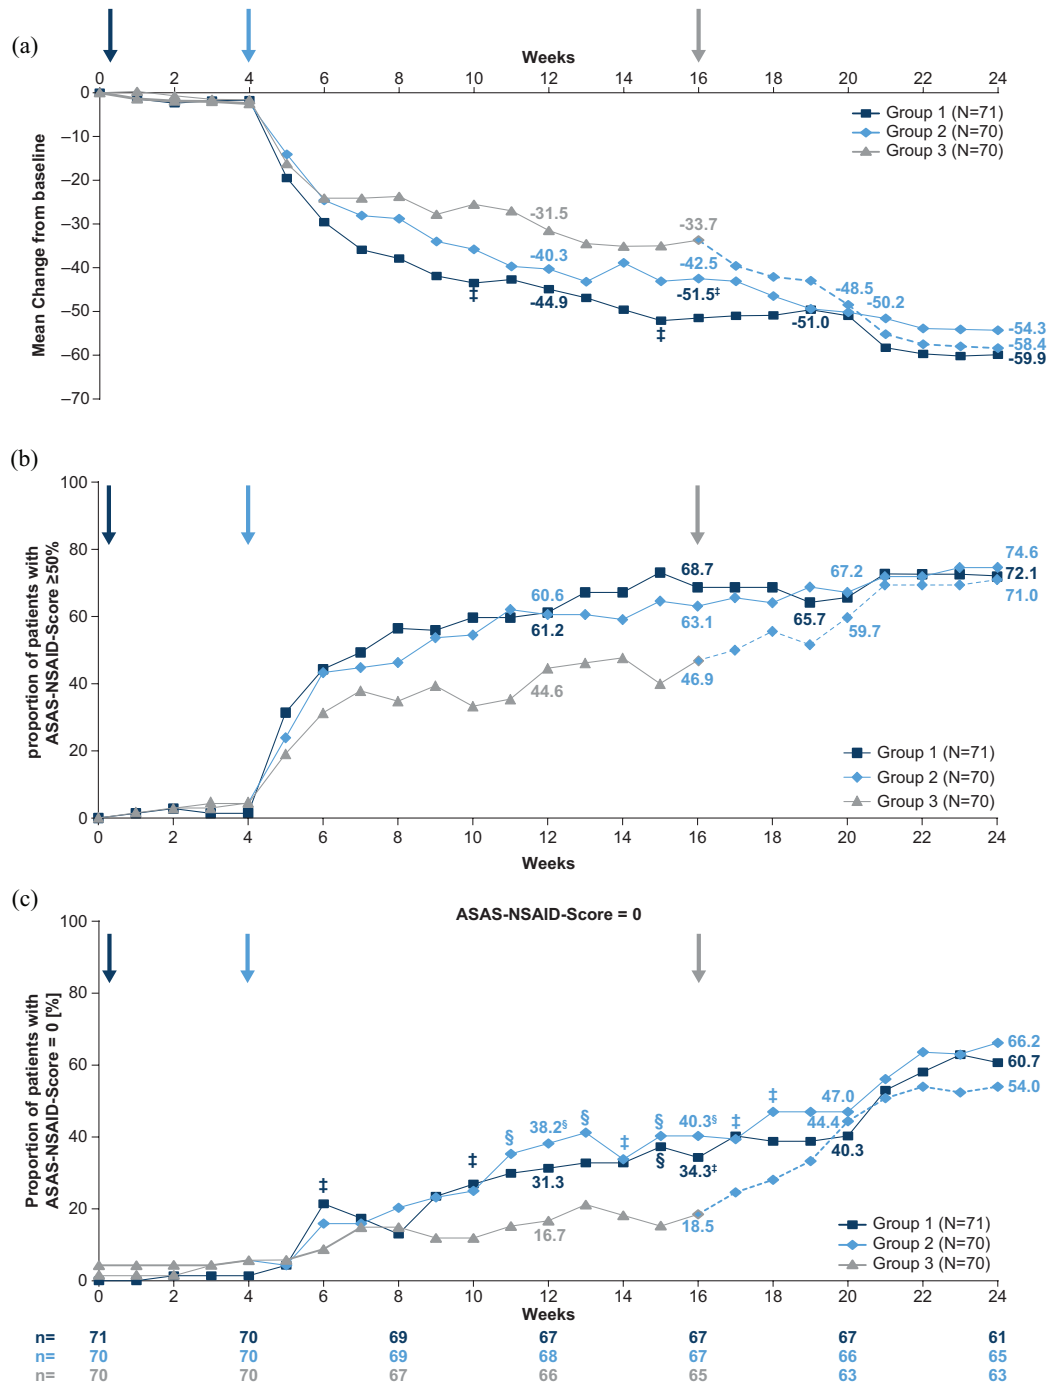 (a)
Weeks
0 2 4 6 8 10 12 14 16 18 20 22 24
Mean Change from baseline
0
–10
–20
–30
–40
–50
–60
–70
Group 1 (N=71)
Group 2 (N=70)
Group 3 (N=70)
-31.5
-33.7
-40.3
-42.5
-44.9
-51.5‡
-48.5
-50.2
-51.0
-54.3
-58.4
-59.9
‡
‡
(b)
proportion of patients with
ASAS-NSAID-Score ≥50%
100
80
60
40
20
0
60.6
61.2
44.6
68.7
63.1
46.9
67.2
65.7
59.7
74.6
72.1
71.0
Group 1 (N=71)
Group 2 (N=70)
Group 3 (N=70)
0 2 4 6 8 10 12 14 16 18 20 22 24
Weeks
(c)
ASAS-NSAID-Score = 0
Proportion of patients with
ASAS-NSAID-Score = 0 [%]
100
80
60
40
20
0
‡
‡
§
38.2§
§
‡
§
40.3§
‡
‡
47.0
44.4
40.3
§
34.3‡
31.3
16.7
18.5
66.2
60.7
54.0
Group 1 (N=71)
Group 2 (N=70)
Group 3 (N=70)
0 2 4 6 8 10 12 14 16 18 20 22 24
Weeks
n= 71 70 69 67 67 67 61
n= 70 70 69 68 67 66 65
n= 70 70 67 66 65 63 63